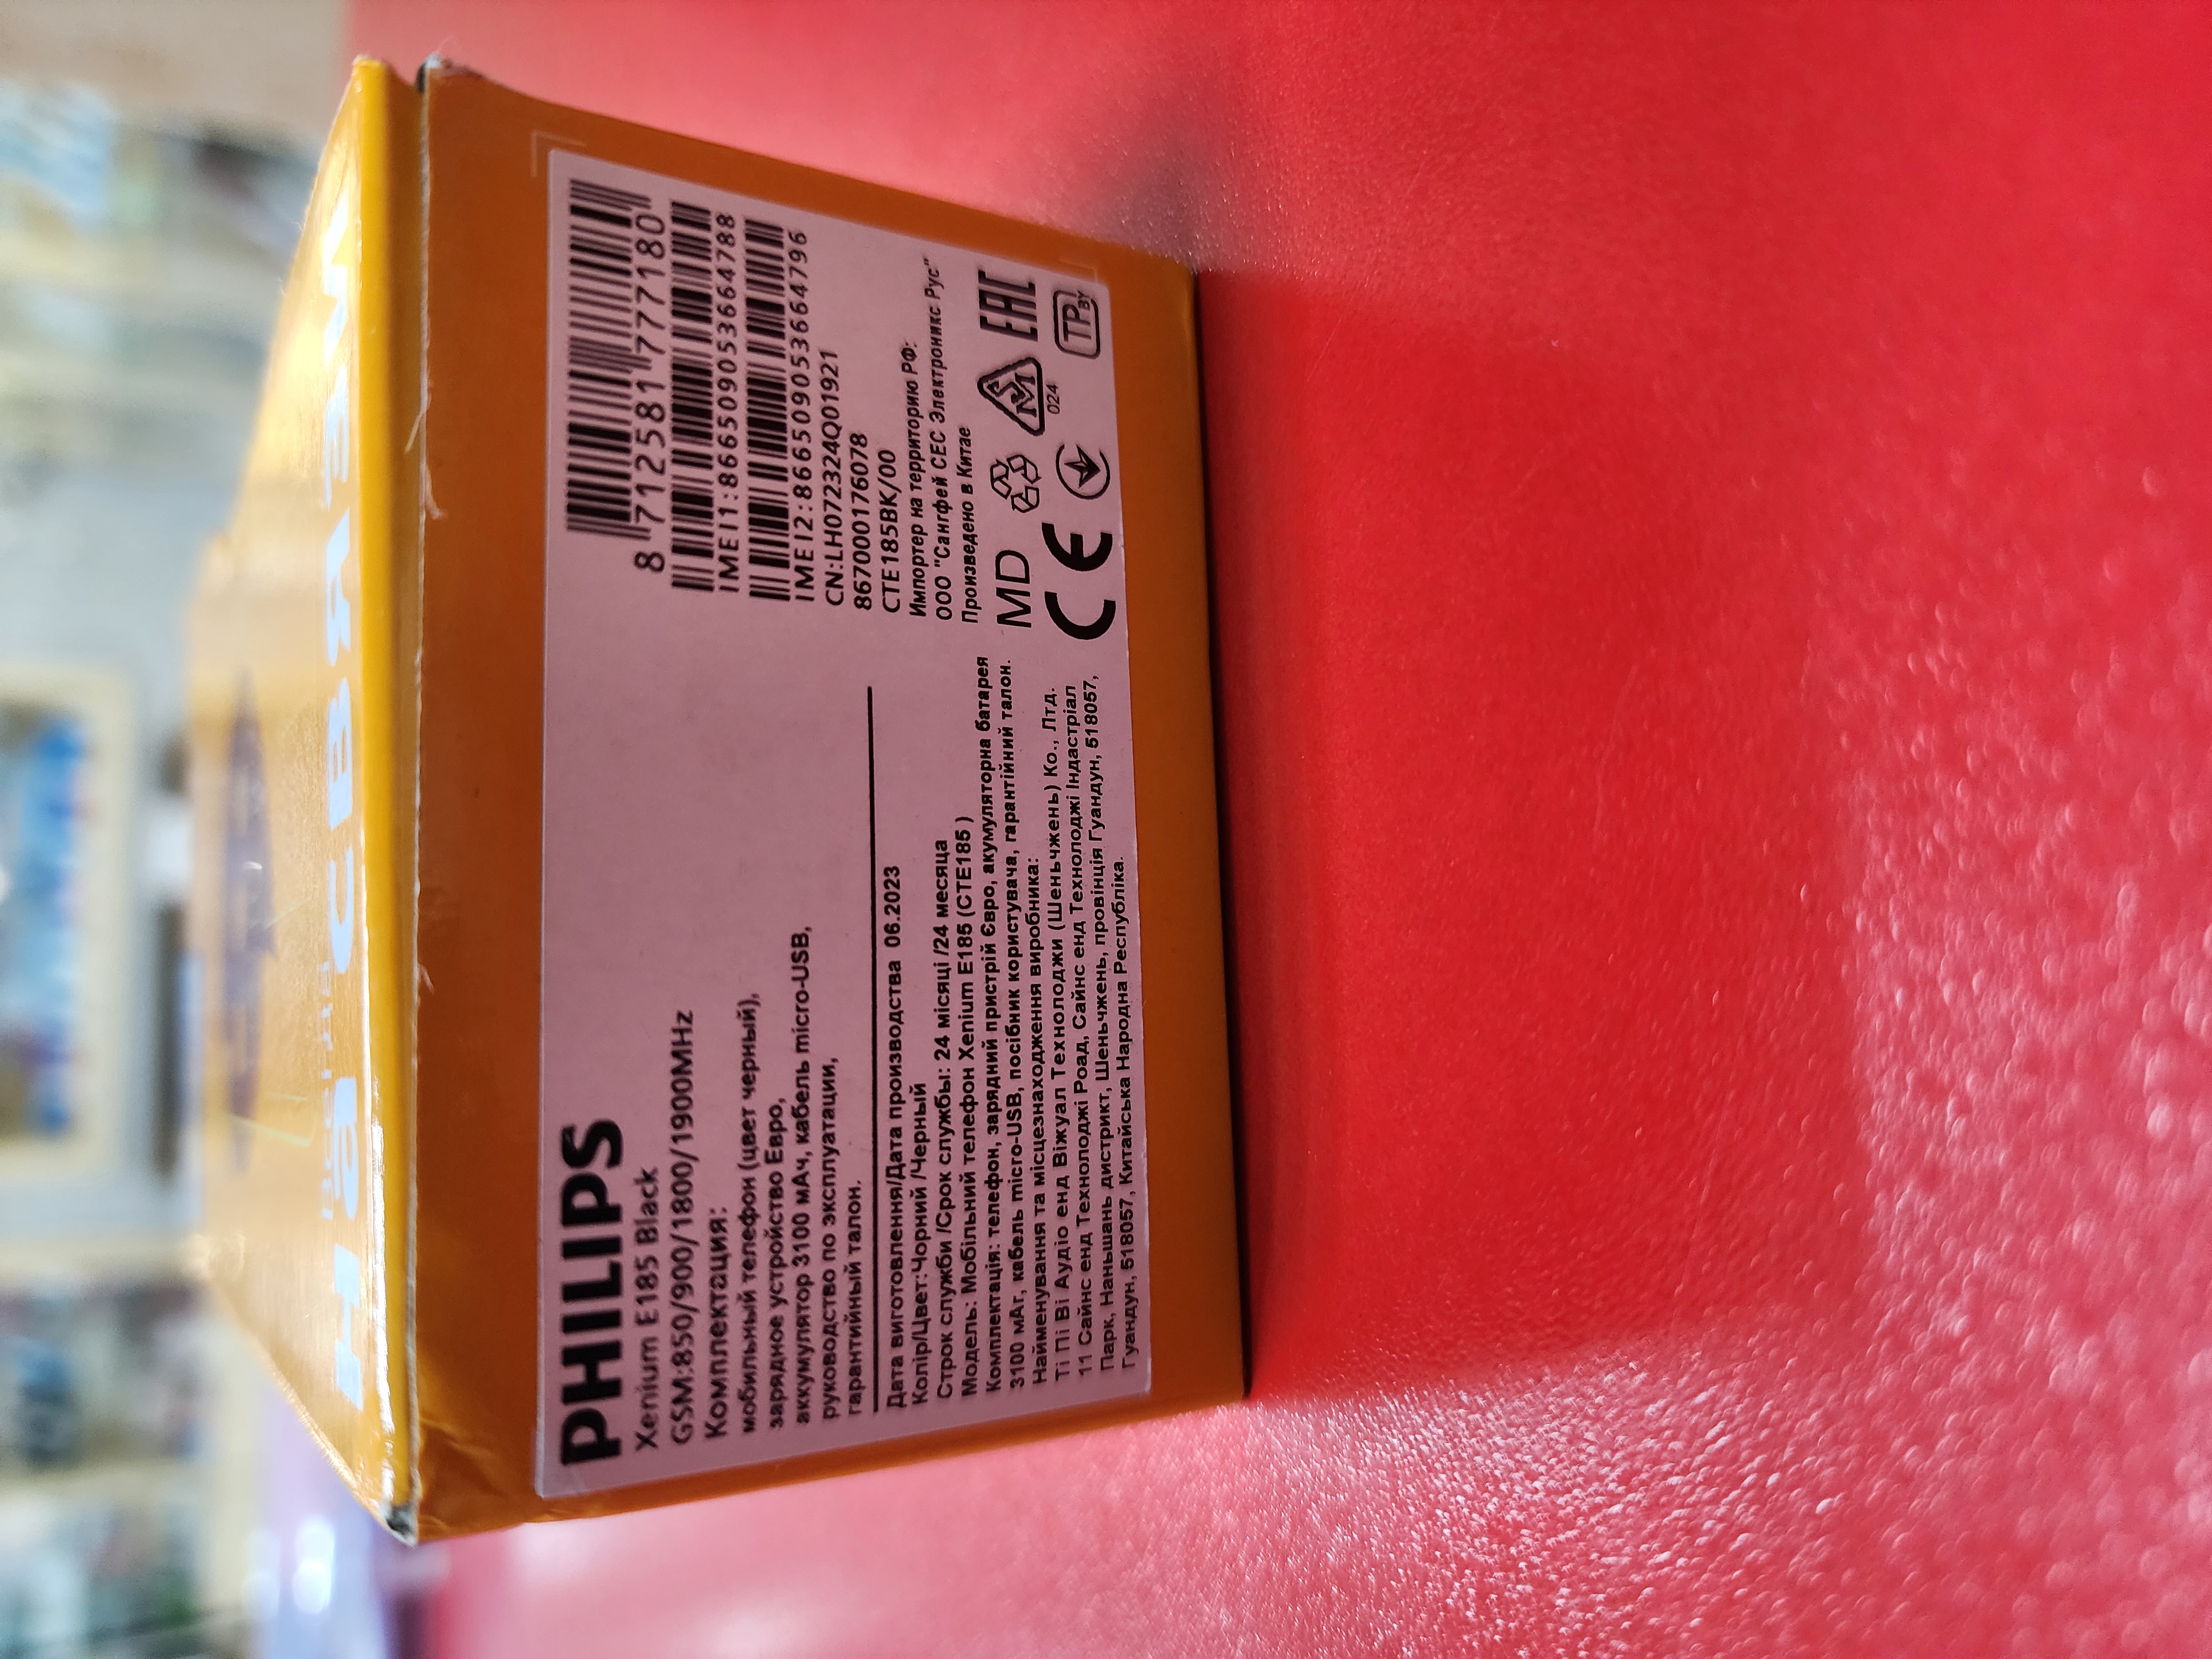 PHILIPS
Xenium E185 Black
GSM:850/900/1800/1900MHz
Комплектация:
мобильный телефон (цвет черный),
зарядное устройство Евро,
аккумулятор 3100 мАч, кабель micro-USB,
руководство по эксплуатации,
гарантийный талон.
Дата виготовлення/Дата производства 06.2023
Колір/Цвет:Чорний /Черный
Строк служби /Срок службы: 24 місяці /24 месяца
Модель: Мобільний телефон Xenium E185 (CTE185 )
Комплектація: телефон, зарядний пристрій Євро, акумуляторна батарея
3100 мАг, кабель micro-USB, посібник користувача, гарантійний талон.
Найменування та місцезнаходження виробника:
Ті Пі Ві Аудіо енд Віжуал Технолоджи (Шеньчжень) Ко., Лтд.
11 Сайнс енд Технолоджі Роад, Сайнс енд Технолоджі Індастріал
Парк, Наньшань дистрикт, Шеньчжень, провінція Гуандун, 518057,
Гуандун, 518057, Китайська Народна Республіка.
8 712581 777180
IMEI1:866509053664788
IMEI2:866509053664796
CN:LH072324Q01921
867000176078
CTE185BK/00
Импортер на территорию РФ:
ООО "Сангфей СЕС Электроникс Рус"
Произведено в Китае
MD
EAC
024
CE
TP BY